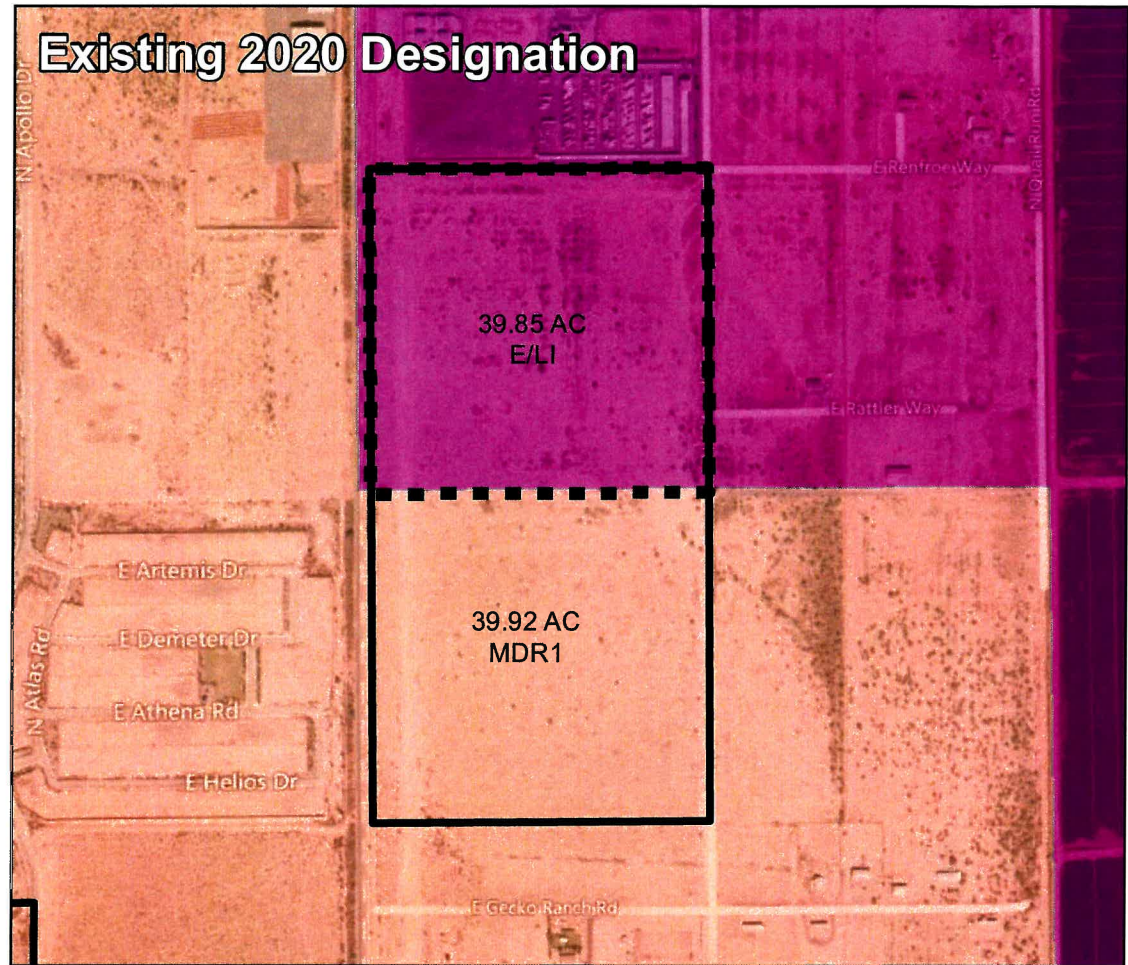 Existing 2020 Designation
N Apollo Dr
E Renfroe Way
N Quail Run Rd
39.85 AC
E/LI
E Rattler Way
E Artemis Dr
39.92 AC
MDR1
E Demeter Dr
N Atlas Rd
E Athena Rd
E Helios Dr
E Gecko Ranch Rd